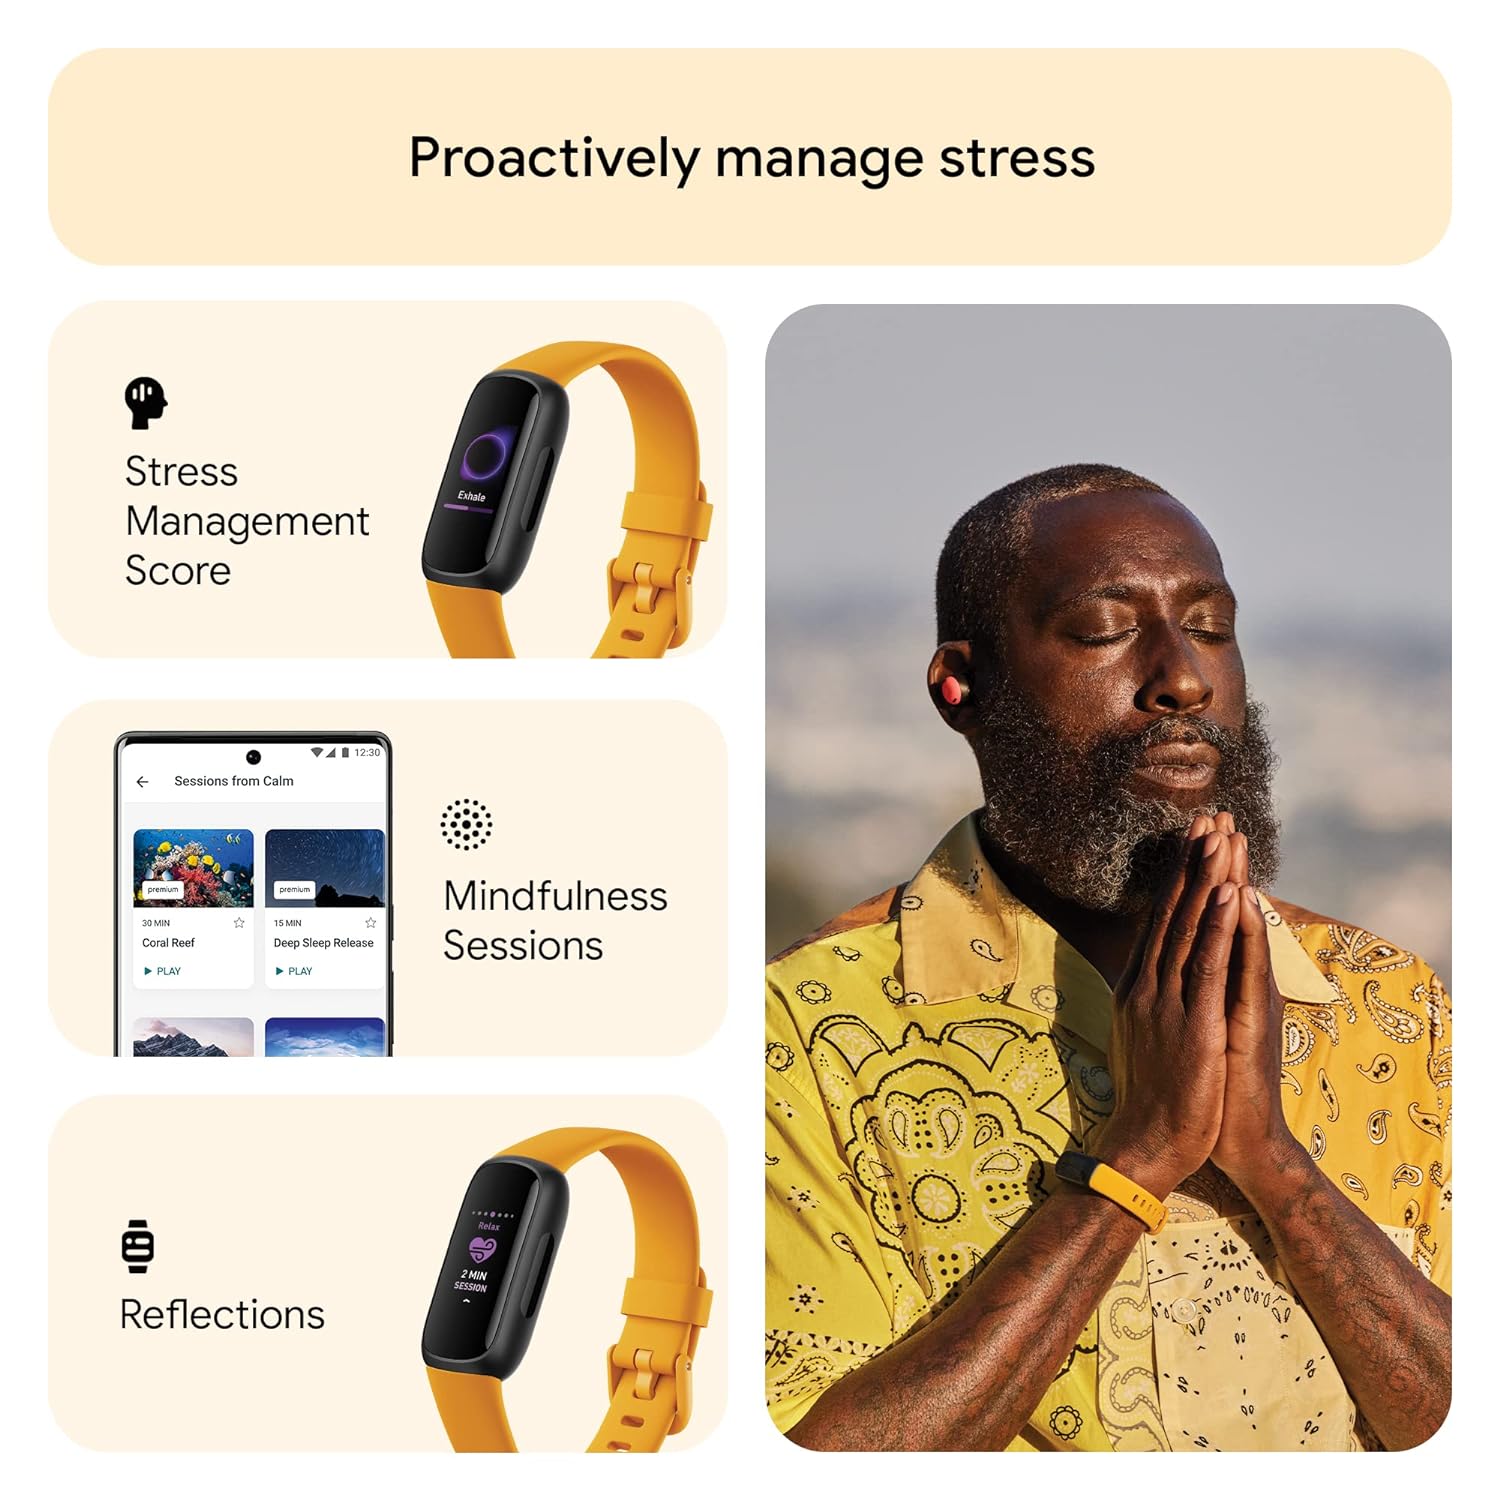 Proactively manage stress
Stress
Management
Score
Exhale
12:30
Sessions from Calm
premium
premium
30 MIN
15 MIN
Coral Reef
Deep Sleep Release
PLAY
PLAY
Mindfulness
Sessions
Reflections
Relax
2 MIN
SESSION